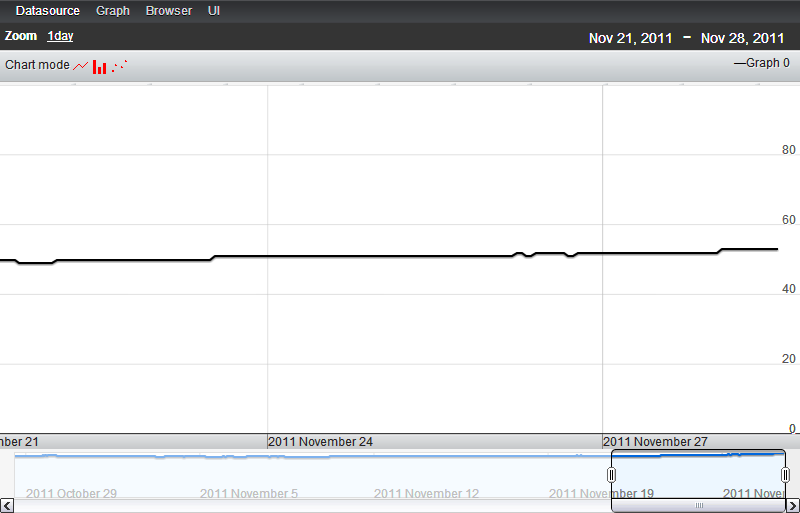 Datasource Graph Browser UI
Zoom 1day Nov 21, 2011 – Nov 28, 2011
Chart mode —Graph 0
80
60
40
20
0
mber 21 2011 November 24 2011 November 27
2011 October 29 2011 November 5 2011 November 12 2011 November 19 2011 Nove